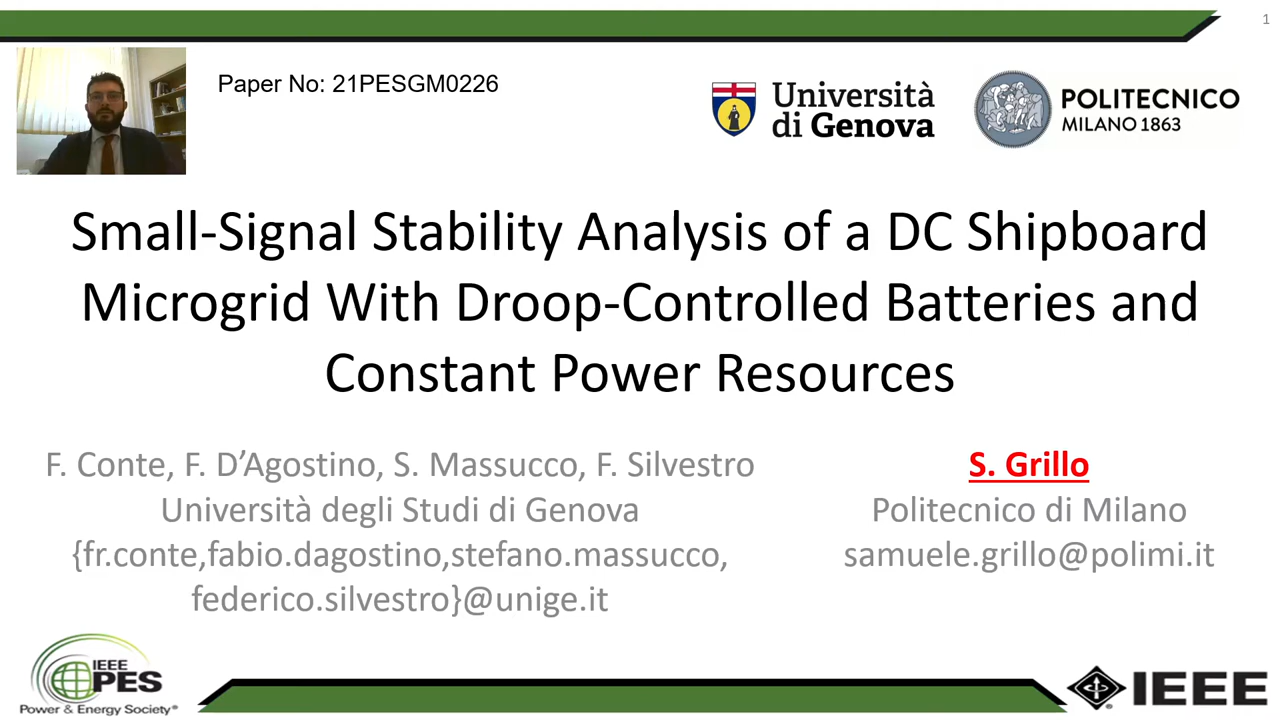 1
Paper No: 21PESGM0226
Università
di Genova
POLITECNICO
MILANO 1863
Small-Signal Stability Analysis of a DC Shipboard
Microgrid With Droop-Controlled Batteries and
Constant Power Resources
F. Conte, F. D’Agostino, S. Massucco, F. Silvestro
Università degli Studi di Genova
{fr.conte,fabio.dagostino,stefano.massucco,
federico.silvestro}@unige.it
S. Grillo
Politecnico di Milano
samuele.grillo@polimi.it
IEEE
PES
Power & Energy Society®
IEEE